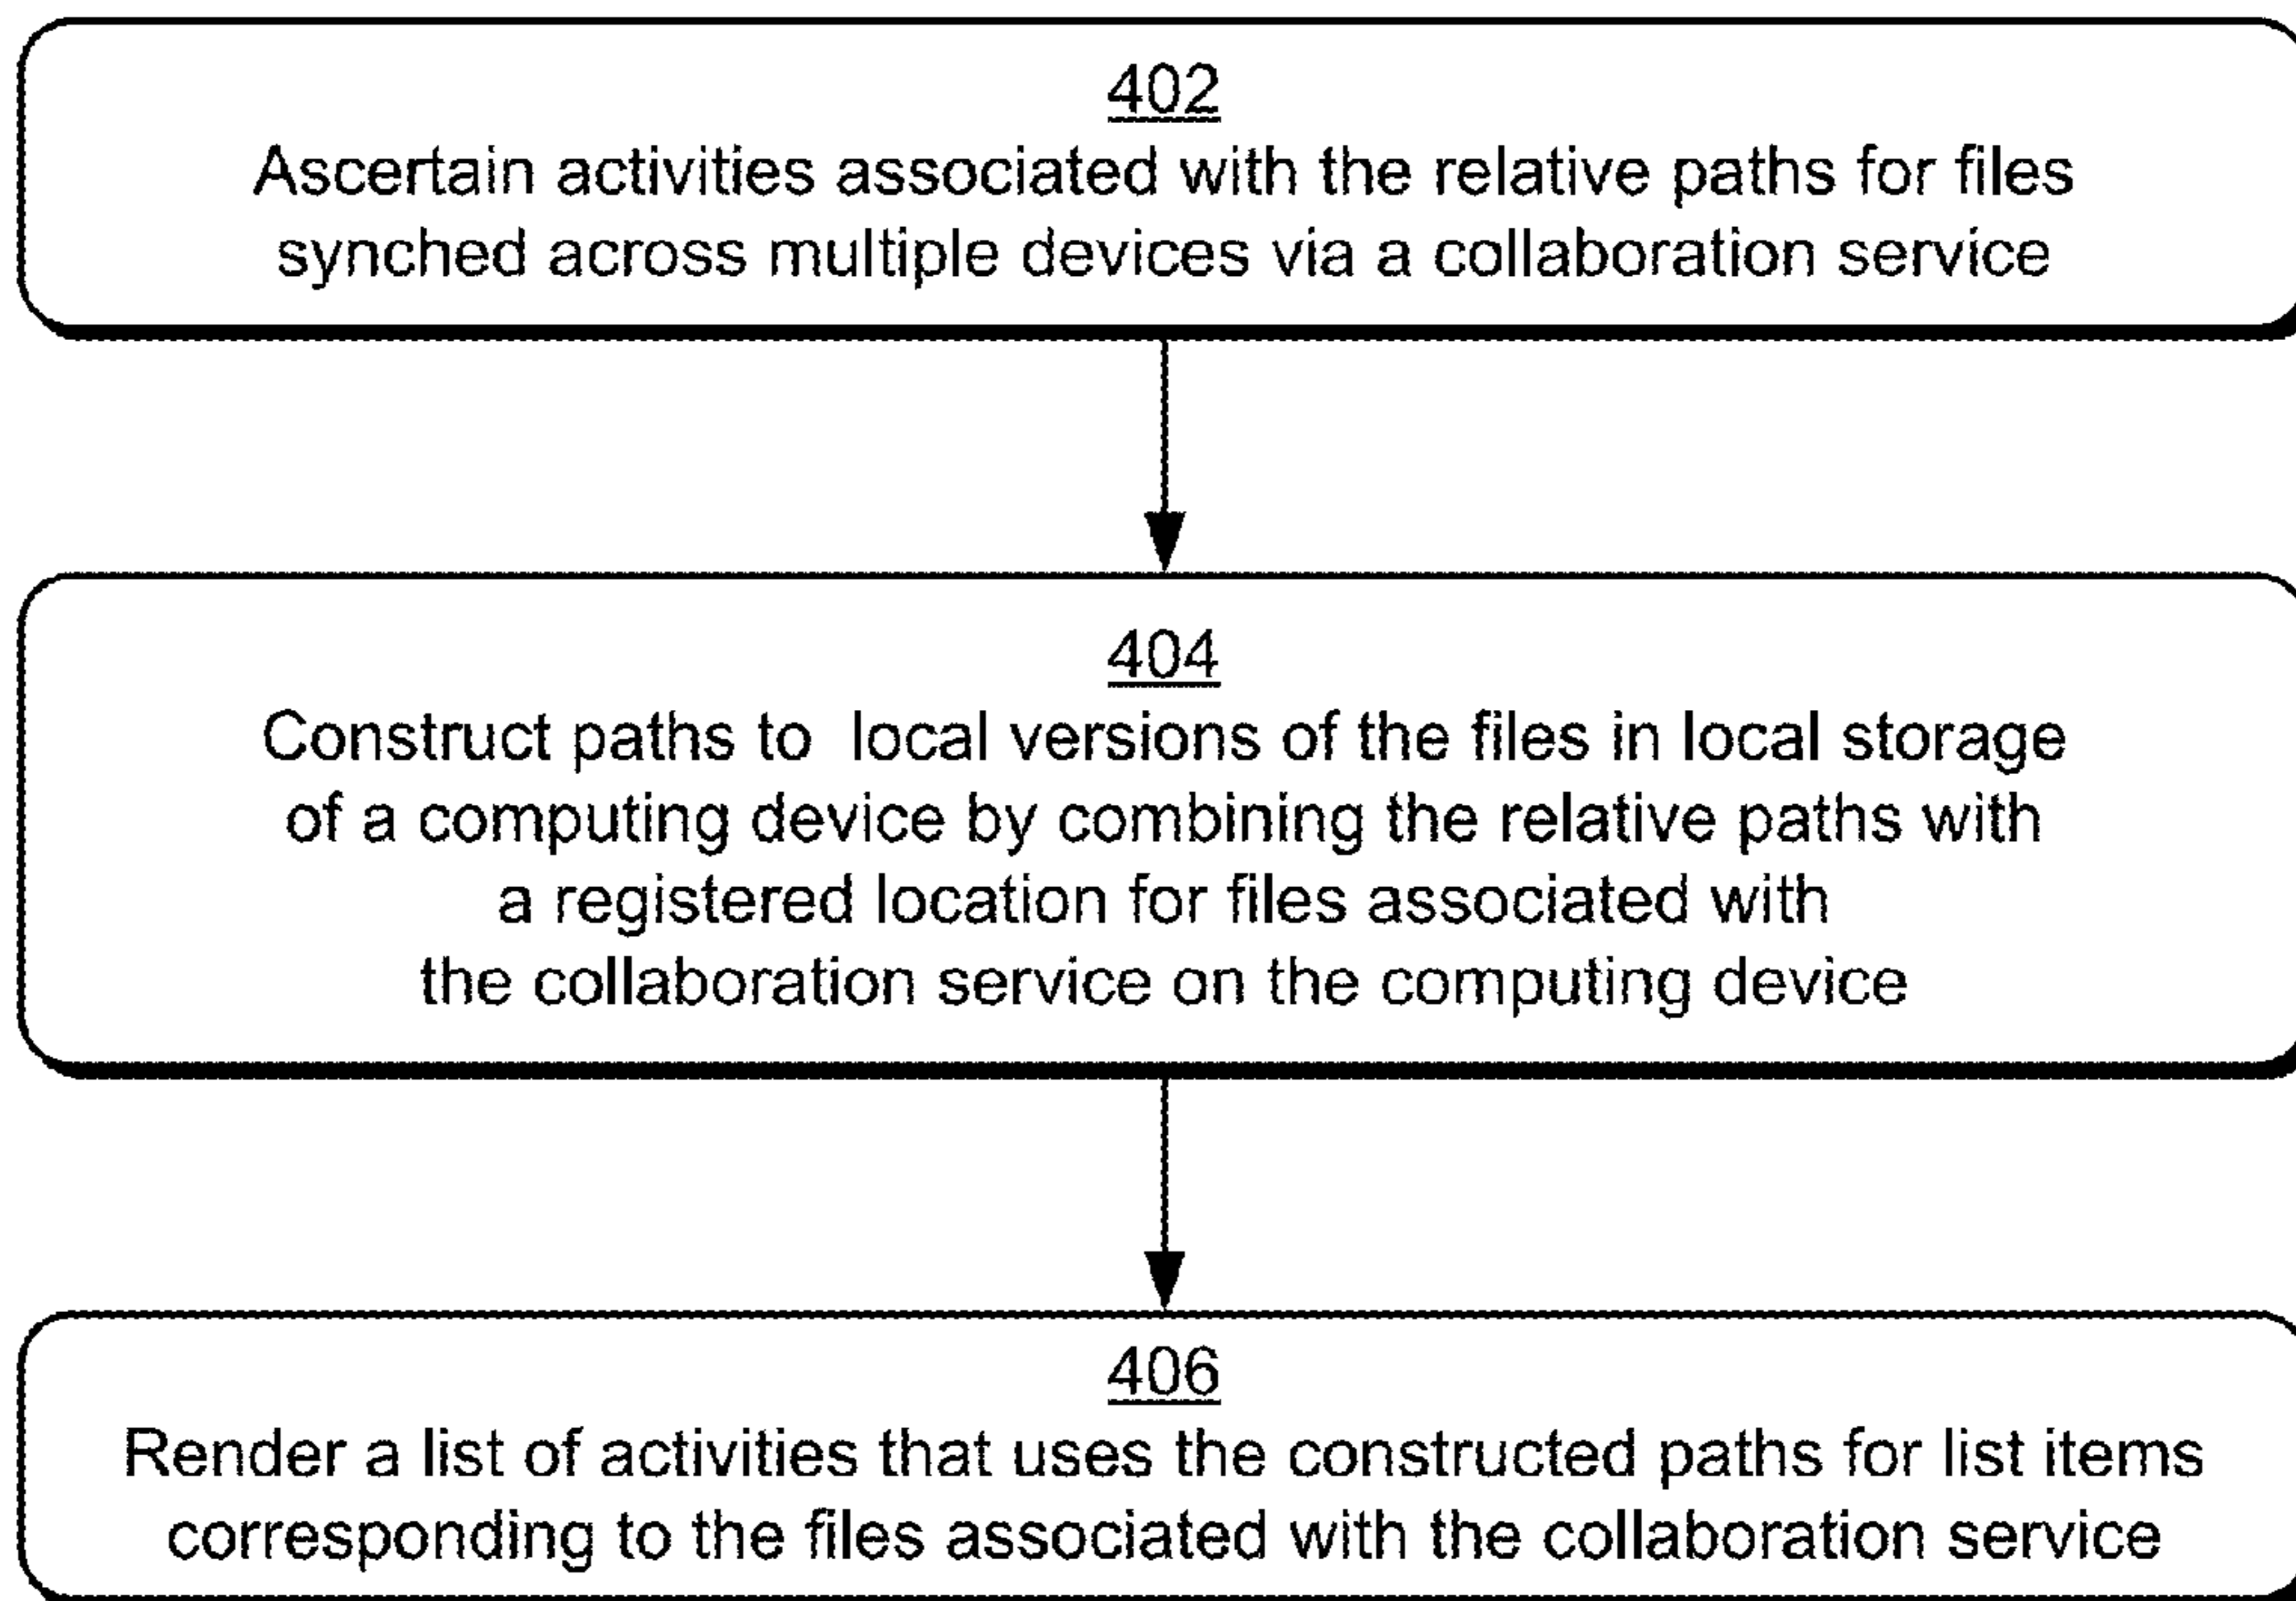 402
Ascertain activities associated with the relative paths for files
synched across multiple devices via a collaboration service
404
Construct paths to local versions of the files in local storage
of a computing device by combining the relative paths with
a registered location for files associated with
the collaboration service on the computing device
406
Render a list of activities that uses the constructed paths for list items
corresponding to the files associated with the collaboration service